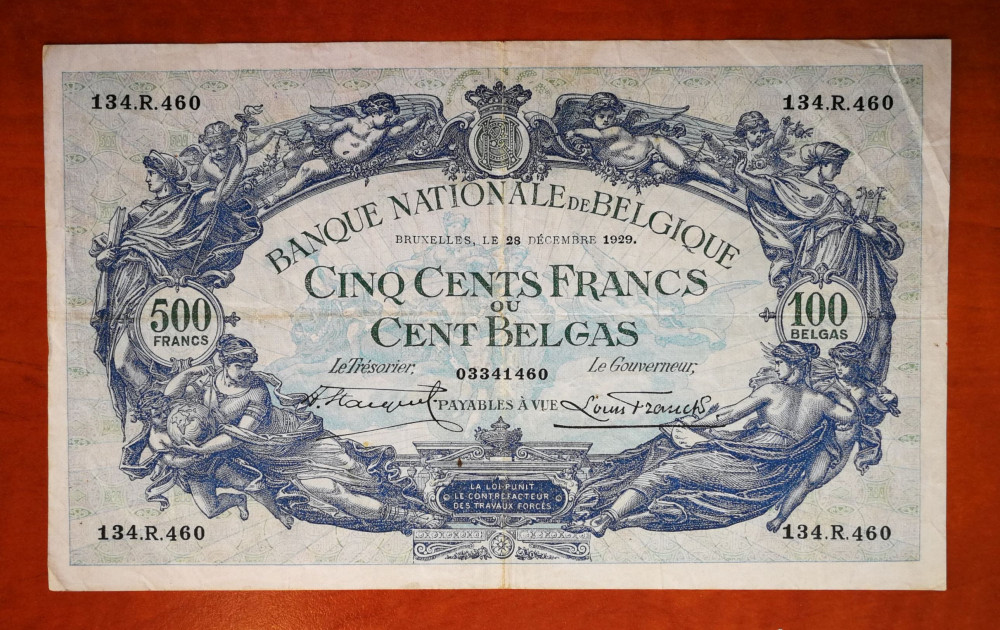 134.R.460
134.R.460
BANQUE NATIONALE DE BELGIQUE
BRUXELLES, LE 28 DÉCEMBRE 1929.
CINQ CENTS FRANCS
OU
CENT BELGAS
500
FRANCS
100
BELGAS
Le Trésorier,
03341460
Le Gouverneur,
PAYABLES À VUE
Louis Franck
LA LOI PUNIT
LE CONTREFACTEUR
DES TRAVAUX FORCÉS
134.R.460
134.R.460